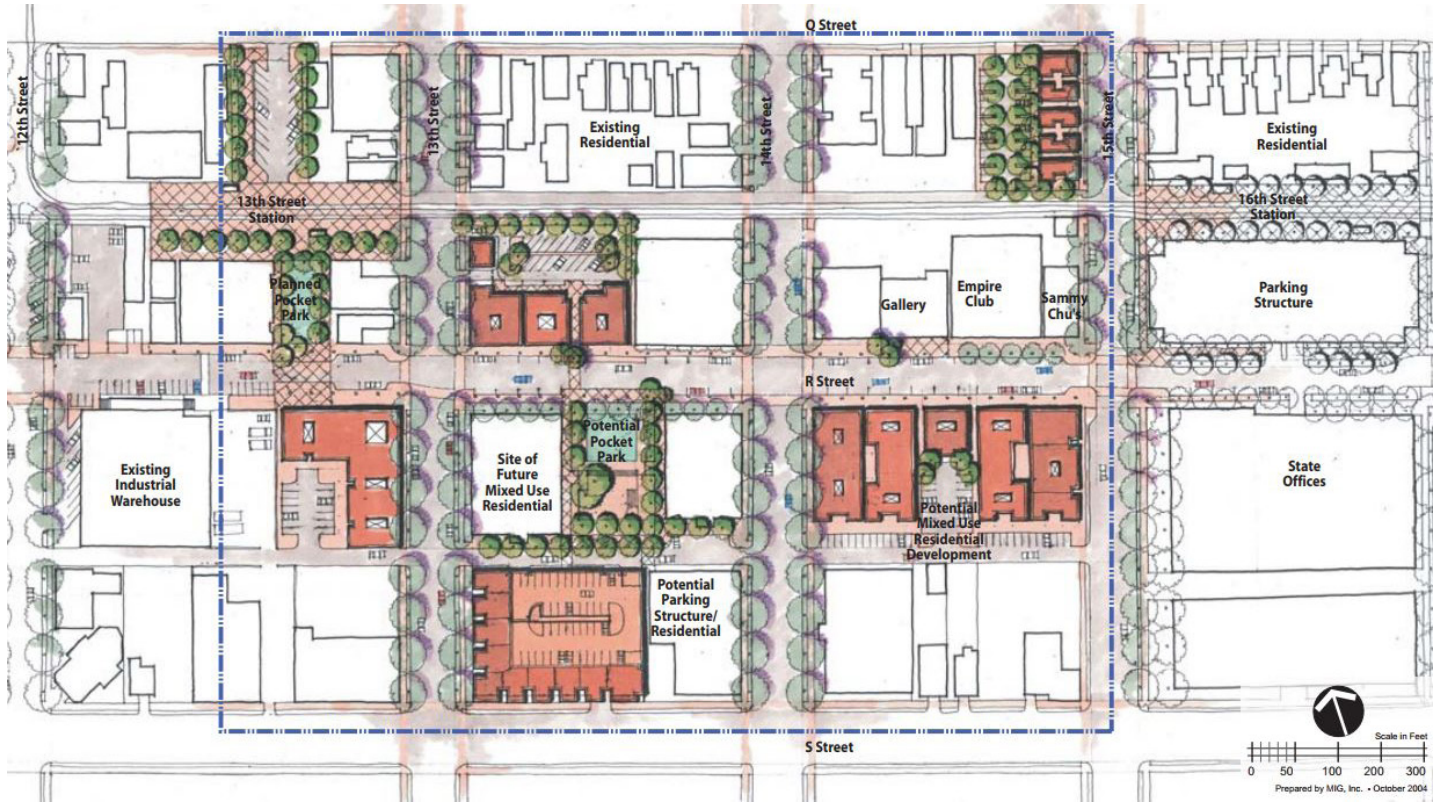 Q Street
12th Street
13th Street
14th Street
15th Street
Existing
Residential
Existing
Residential
13th Street
Station
16th Street
Station
Planned
Pocket
Park
Gallery
Empire
Club
Sammy
Chu's
Parking
Structure
R Street
Existing
Industrial
Warehouse
Site of
Future
Mixed Use
Residential
Potential
Pocket
Park
Potential
Mixed Use
Residential
Development
State
Offices
Potential
Parking
Structure/
Residential
S Street
Scale in Feet
0 50 100 200 300
Prepared by MIG, Inc. • October 2004